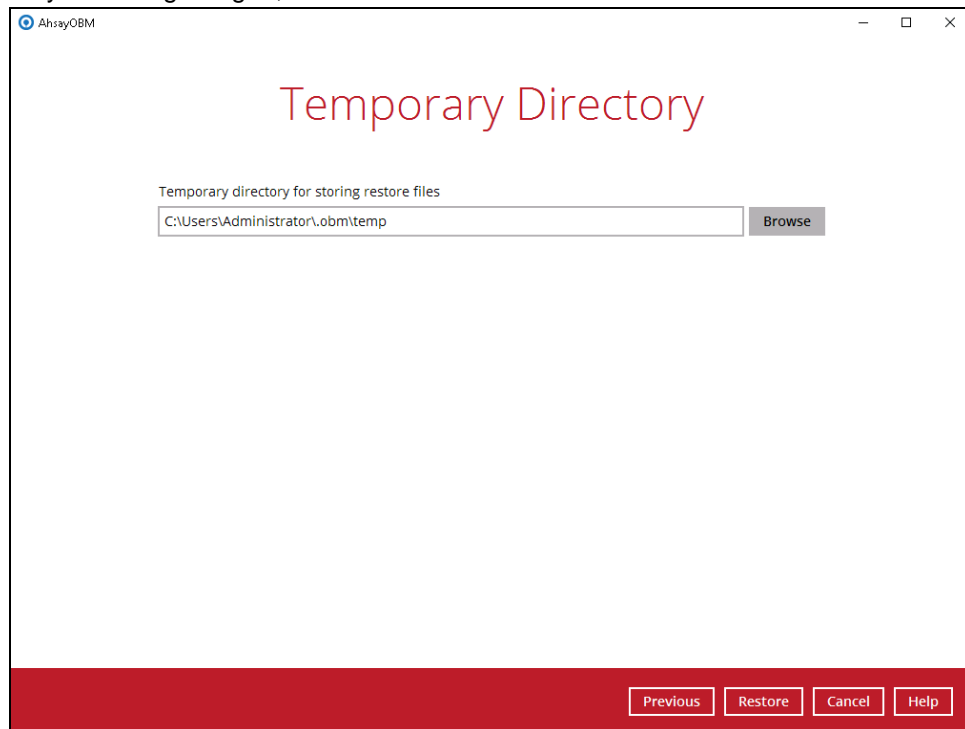 AhsayOBM
Temporary Directory
Temporary directory for storing restore files
C:\Users\Administrator\.obm\temp
Browse
Previous Restore Cancel Help